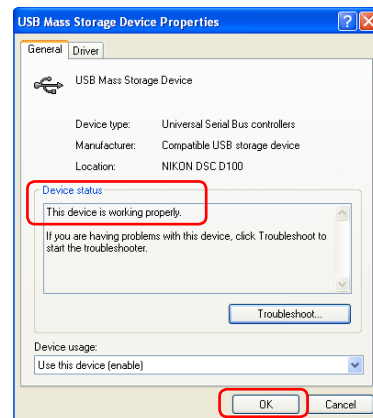 USB Mass Storage Device Properties
General Driver
USB Mass Storage Device
Device type: Universal Serial Bus controllers
Manufacturer: Compatible USB storage device
Location: NIKON DSC D100
Device status
This device is working properly.
If you are having problems with this device, click Troubleshoot to
start the troubleshooter.
Troubleshoot...
Device usage:
Use this device (enable)
OK Cancel